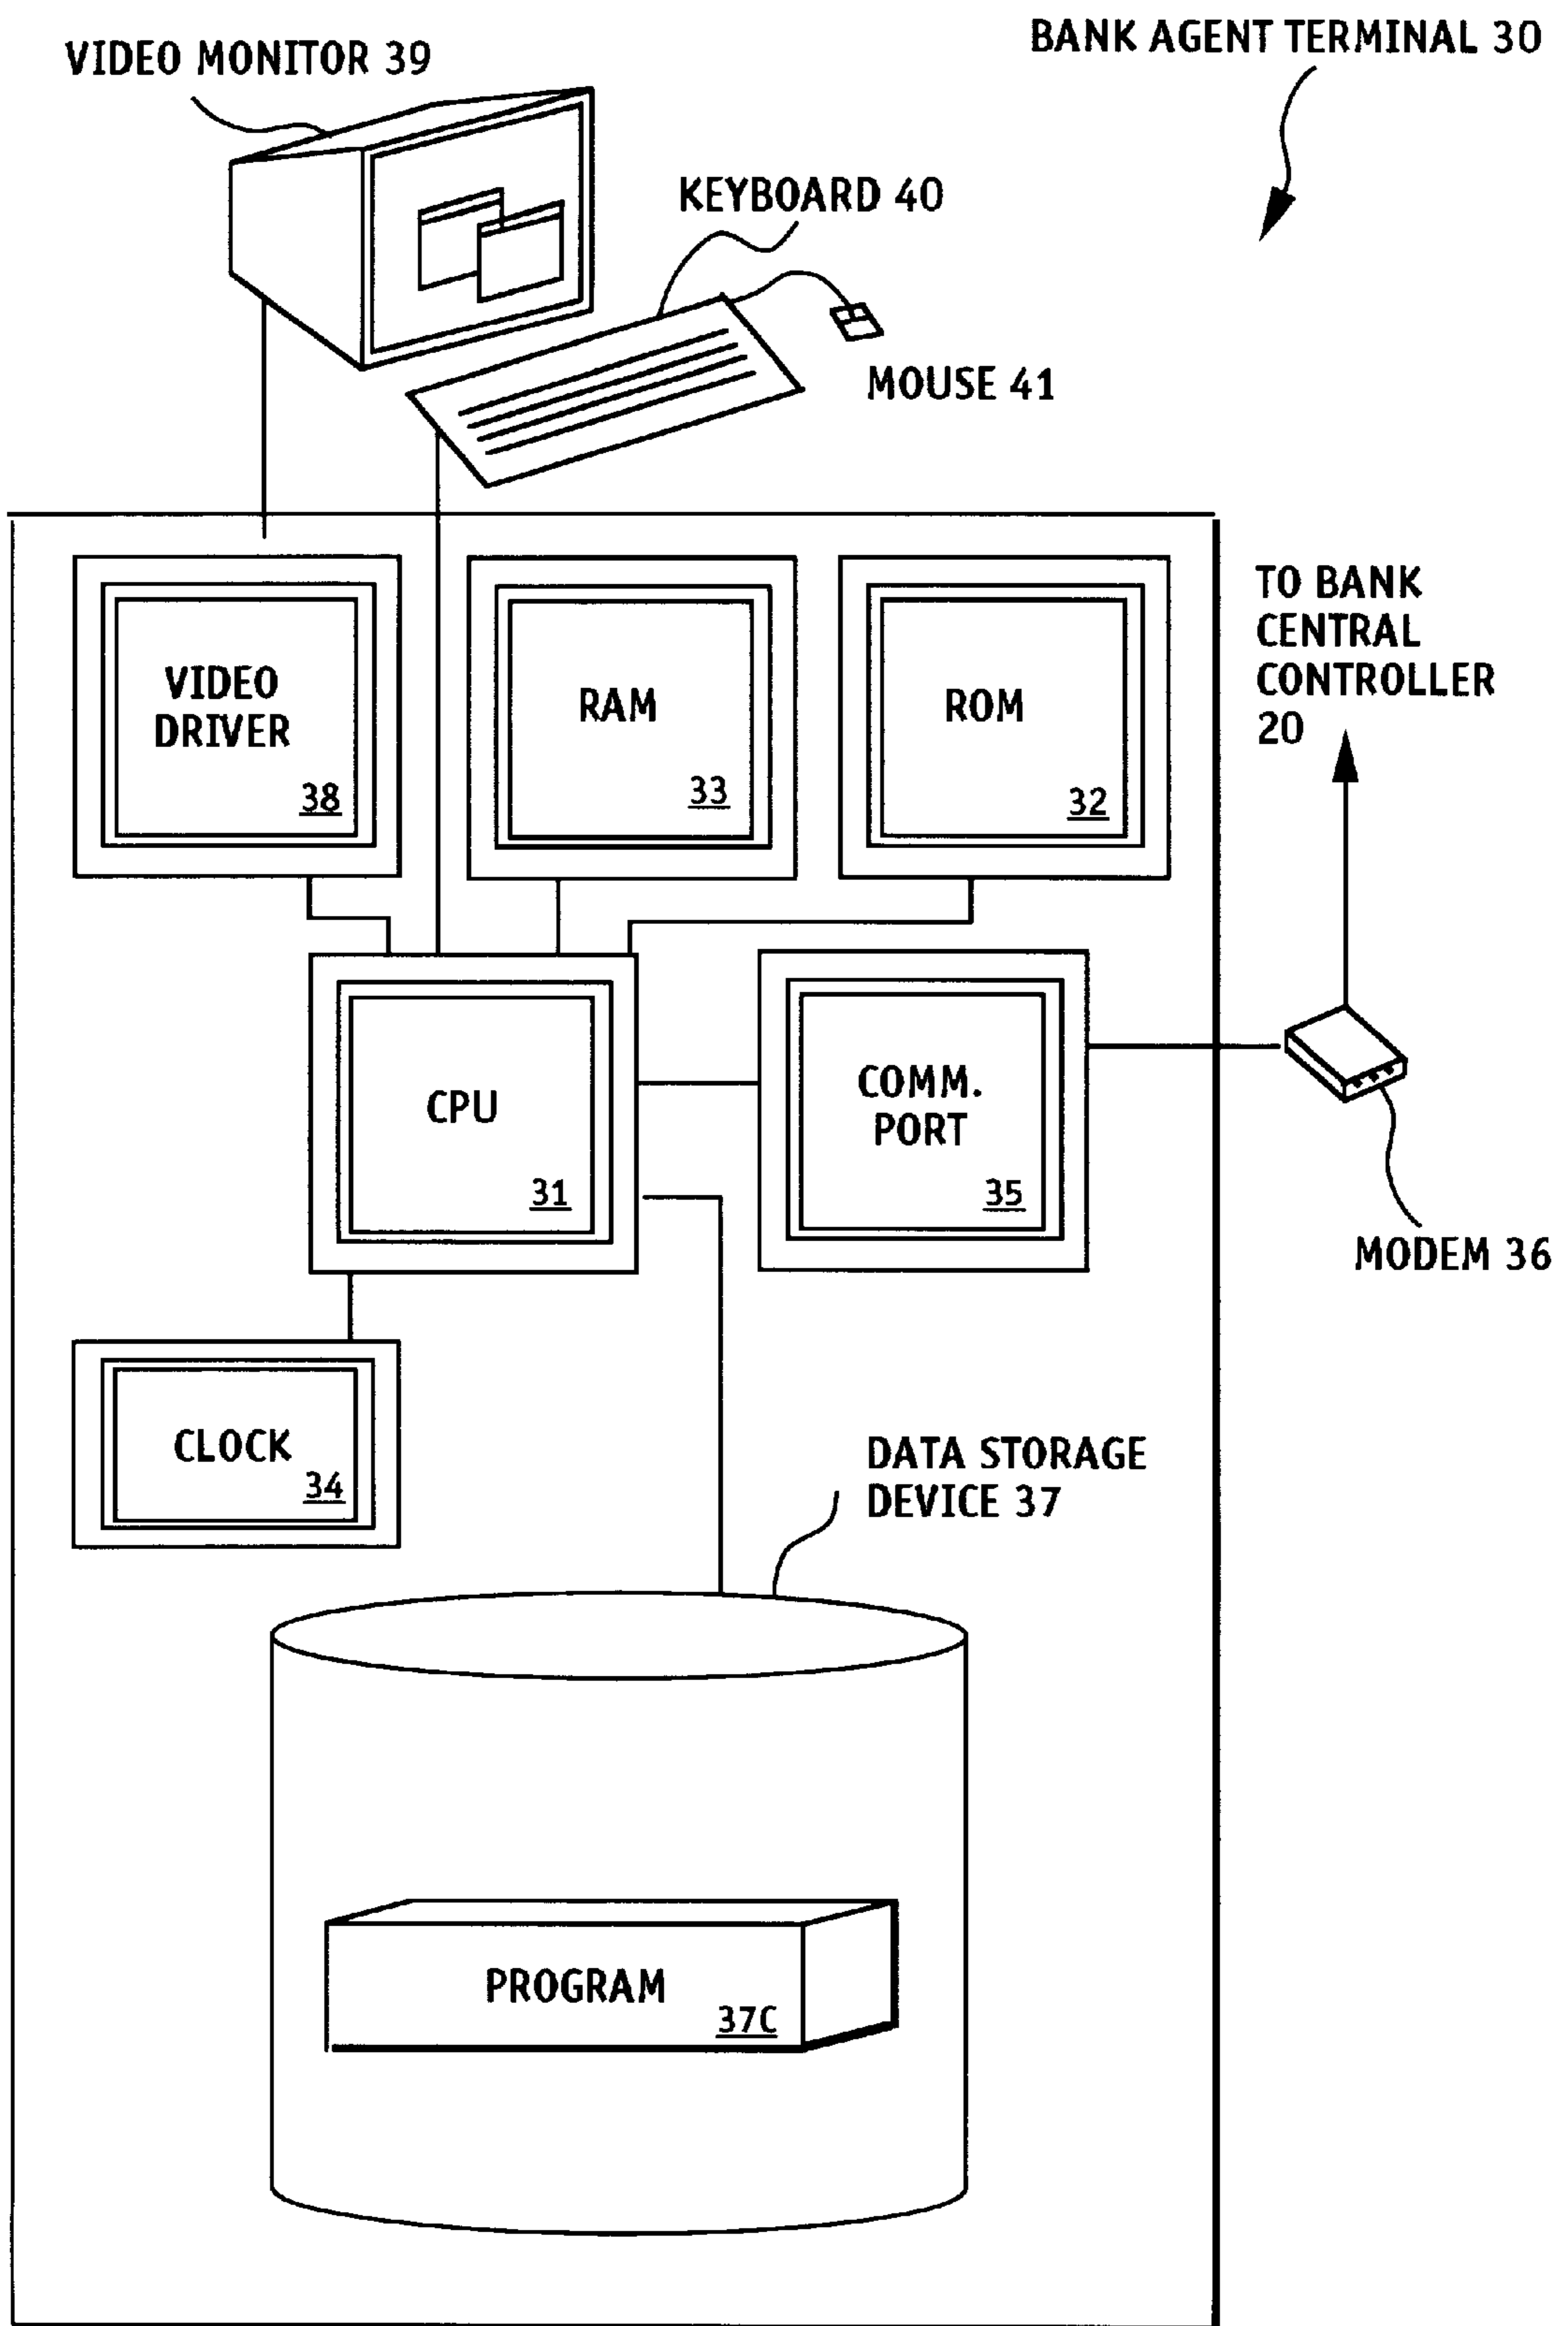 BANK AGENT TERMINAL 30
VIDEO MONITOR 39
KEYBOARD 40
MOUSE 41
TO BANK
CENTRAL
CONTROLLER
20
VIDEO
DRIVER
38
RAM
33
ROM
32
CPU
31
COMM.
PORT
35
MODEM 36
CLOCK
34
DATA STORAGE
DEVICE 37
PROGRAM
37C